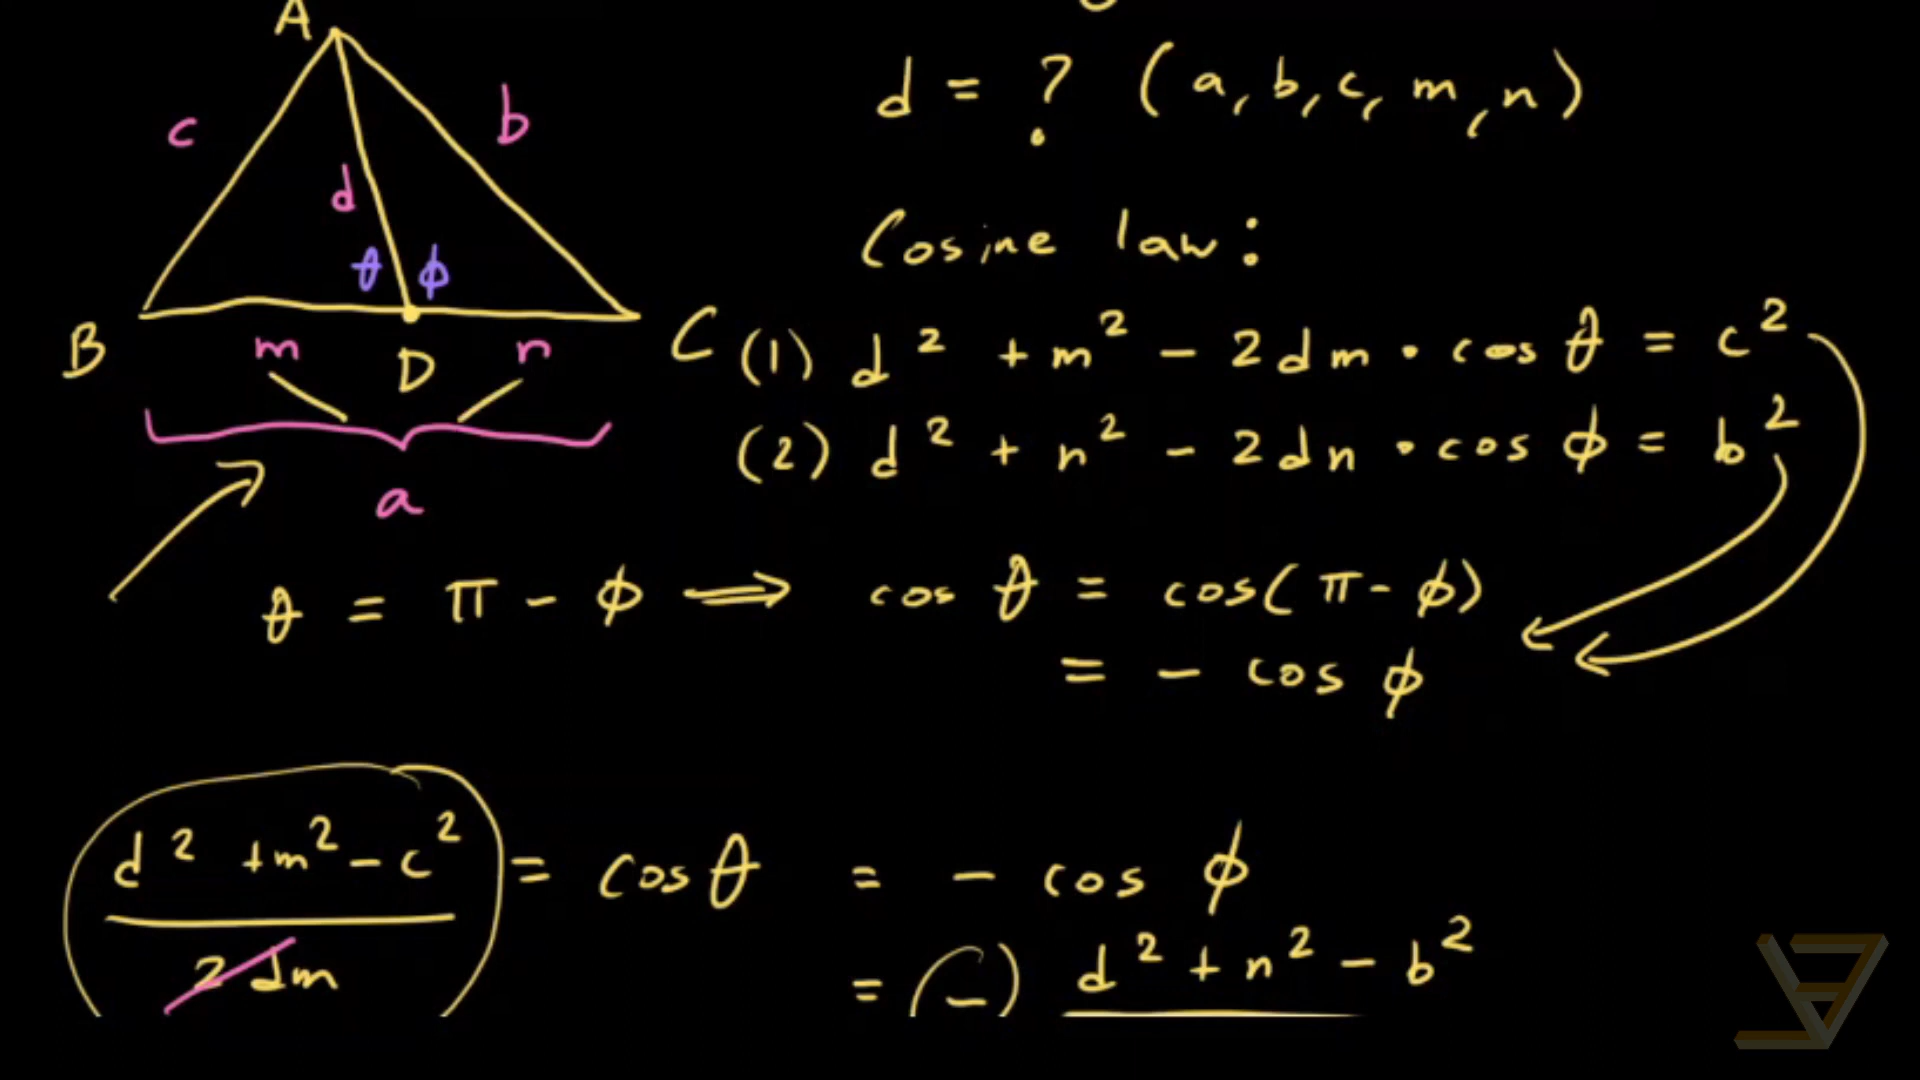 A
c
b
d
θ ϕ
B
m
D
n
C
a
d = ? (a, b, c, m, n)
Cosine law:
(1) d² + m² - 2dm · cos θ = c²
(2) d² + n² - 2dn · cos ϕ = b²
θ = π - ϕ ⟹ cos θ = cos(π - ϕ)
= - cos ϕ
d² + m² - c² / 2dm = cos θ = - cos ϕ
= (-) d² + n² - b²